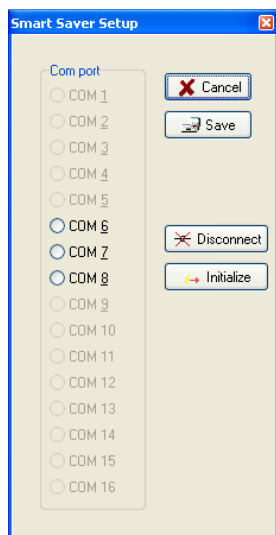 Smart Saver Setup
Com port
COM 1
COM 2
COM 3
COM 4
COM 5
COM 6
COM 7
COM 8
COM 9
COM 10
COM 11
COM 12
COM 13
COM 14
COM 15
COM 16
Cancel
Save
Disconnect
Initialize